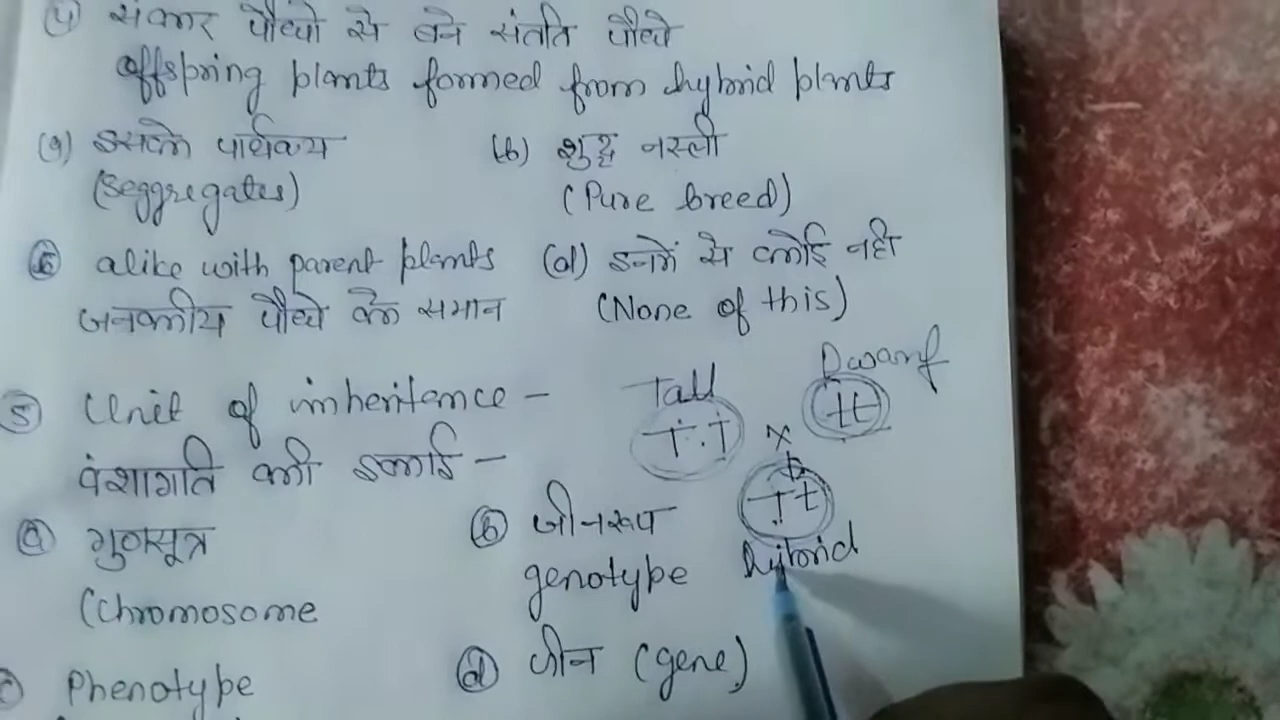 (4) संकर पौधो से बने संतति पौधे
offspring plants formed from hybrid plants
(a) इसके पार्थक्य (b) शुद्ध नस्ली
(Seggregates) (Pure breed)
(c) alike with parent plants (d) इनमें से कोई नही
जनकीय पौधे के समान (None of this)
Tall Dwarf
(5) Unit of inheritence - T.T x tt
वंशागति की इकाई - Tt
(a) गुणसूत्र (b) जीनरूप
hybrid
(Chromosome genotype
(c) Phenotype (d) जीन (gene)